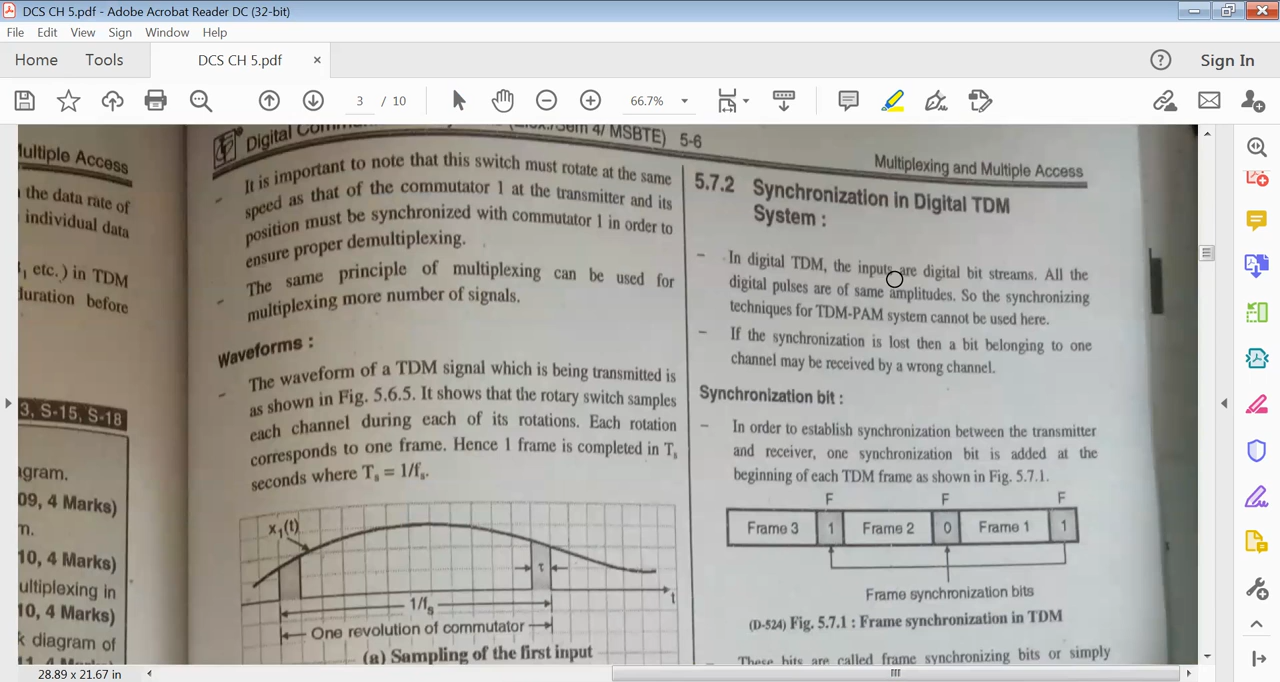 DCS CH 5.pdf - Adobe Acrobat Reader DC (32-bit)
File Edit View Sign Window Help
Home Tools DCS CH 5.pdf × Sign In
3 / 10 66.7%
ultiple Access
the data rate of
individual data
etc.) in TDM
duration before
3, S-15, S-18
agram.
09, 4 Marks)
m.
10, 4 Marks)
ultiplexing in
10, 4 Marks)
k diagram of
Digital
Sem 4/ MSBTE) 5-6
Multiplexing and Multiple Access
- It is important to note that this switch must rotate at the same
speed as that of the commutator 1 at the transmitter and its
position must be synchronized with commutator 1 in order to
ensure proper demultiplexing.
- The same principle of multiplexing can be used for
multiplexing more number of signals.
Waveforms :
- The waveform of a TDM signal which is being transmitted is
as shown in Fig. 5.6.5. It shows that the rotary switch samples
each channel during each of its rotations. Each rotation
corresponds to one frame. Hence 1 frame is completed in Ts
seconds where Ts = 1/fs.
x1(t)
τ
t
1/fs
One revolution of commutator
(a) Sampling of the first input
5.7.2 Synchronization in Digital TDM
System :
- In digital TDM, the inputs are digital bit streams. All the
digital pulses are of same amplitudes. So the synchronizing
techniques for TDM-PAM system cannot be used here.
- If the synchronization is lost then a bit belonging to one
channel may be received by a wrong channel.
Synchronization bit :
- In order to establish synchronization between the transmitter
and receiver, one synchronization bit is added at the
beginning of each TDM frame as shown in Fig. 5.7.1.
F F F
Frame 3 1 Frame 2 0 Frame 1 1
Frame synchronization bits
(D-524) Fig. 5.7.1 : Frame synchronization in TDM
- These bits are called frame synchronizing bits or simply
28.89 x 21.67 in